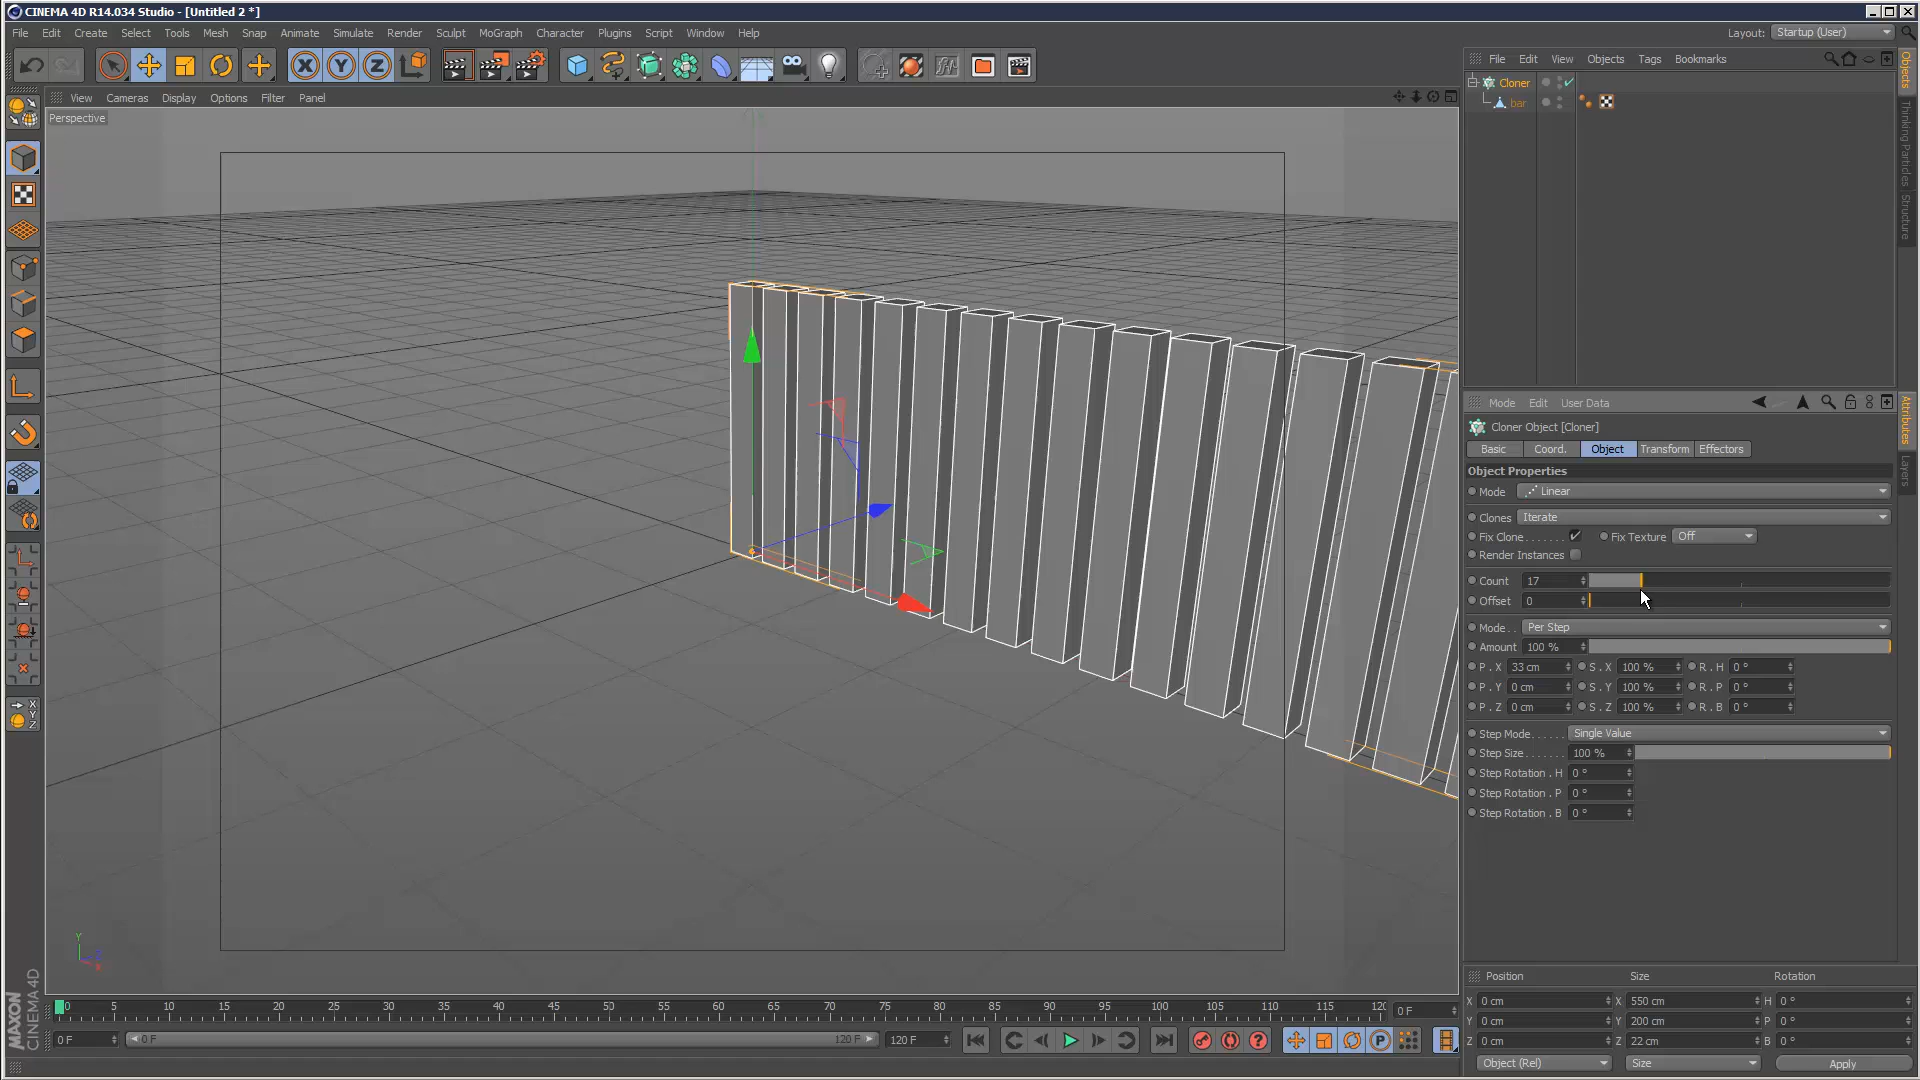 CINEMA 4D R14.034 Studio - [Untitled 2 *]
File Edit Create Select Tools Mesh Snap Animate Simulate Render Sculpt MoGraph Character Plugins Script Window Help
Layout: Startup (User)
File Edit View Objects Tags Bookmarks
View Cameras Display Options Filter Panel
Perspective
Cloner
bar
Objects
Thinking Particles
Structure
Mode Edit User Data
Attributes
Layers
Cloner Object [Cloner]
Basic Coord. Object Transform Effectors
Object Properties
Mode Linear
Clones Iterate
Fix Clone Fix Texture Off
Render Instances
Count 17
Offset 0
Mode Per Step
Amount 100 %
P . X 33 cm S . X 100 % R . H 0 °
P . Y 0 cm S . Y 100 % R . P 0 °
P . Z 0 cm S . Z 100 % R . B 0 °
Step Mode Single Value
Step Size 100 %
Step Rotation . H 0 °
Step Rotation . P 0 °
Step Rotation . B 0 °
Y
MAXON CINEMA 4D
0 5 10 15 20 25 30 35 40 45 50 55 60 65 70 75 80 85 90 95 100 105 110 115 120 0 F
0 F 0 F 120 F 120 F
Position Size Rotation
X 0 cm X 550 cm H 0 °
Y 0 cm Y 200 cm P 0 °
Z 0 cm Z 22 cm B 0 °
Object (Rel) Size Apply